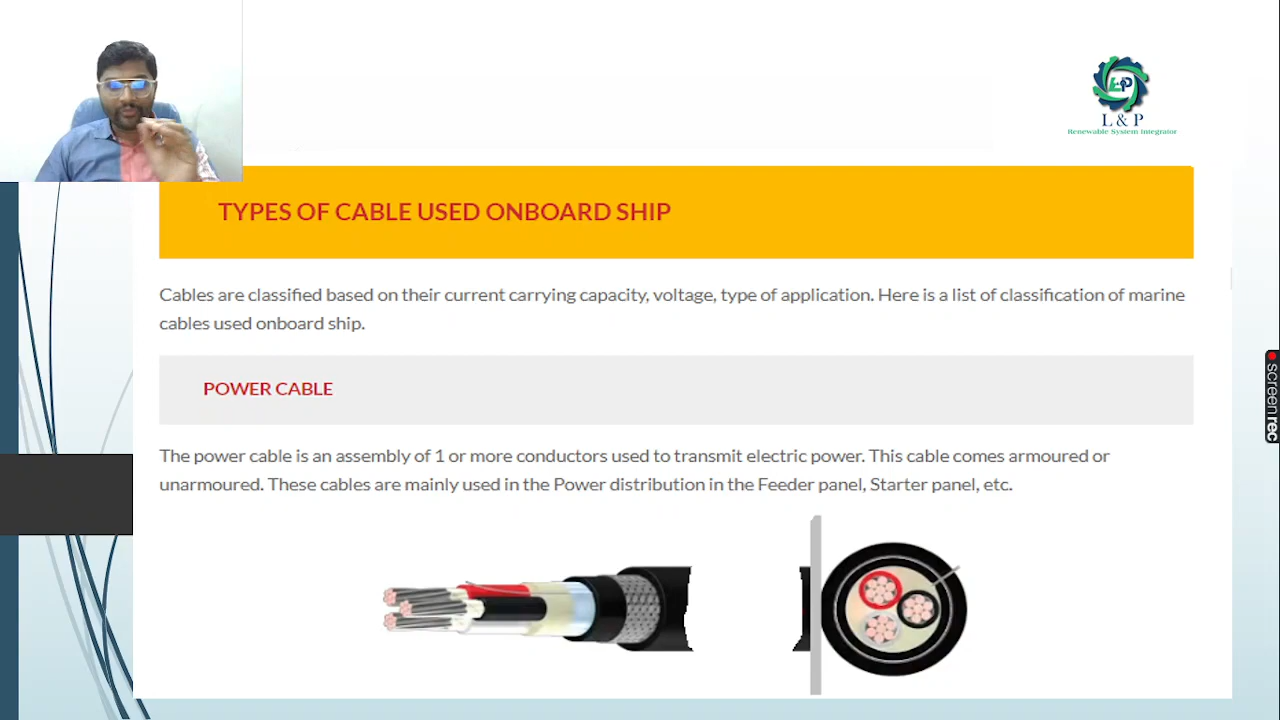 L & P
Renewable System Integrator
TYPES OF CABLE USED ONBOARD SHIP
Cables are classified based on their current carrying capacity, voltage, type of application. Here is a list of classification of marine
cables used onboard ship.
POWER CABLE
The power cable is an assembly of 1 or more conductors used to transmit electric power. This cable comes armoured or
unarmoured. These cables are mainly used in the Power distribution in the Feeder panel, Starter panel, etc.
screenrec